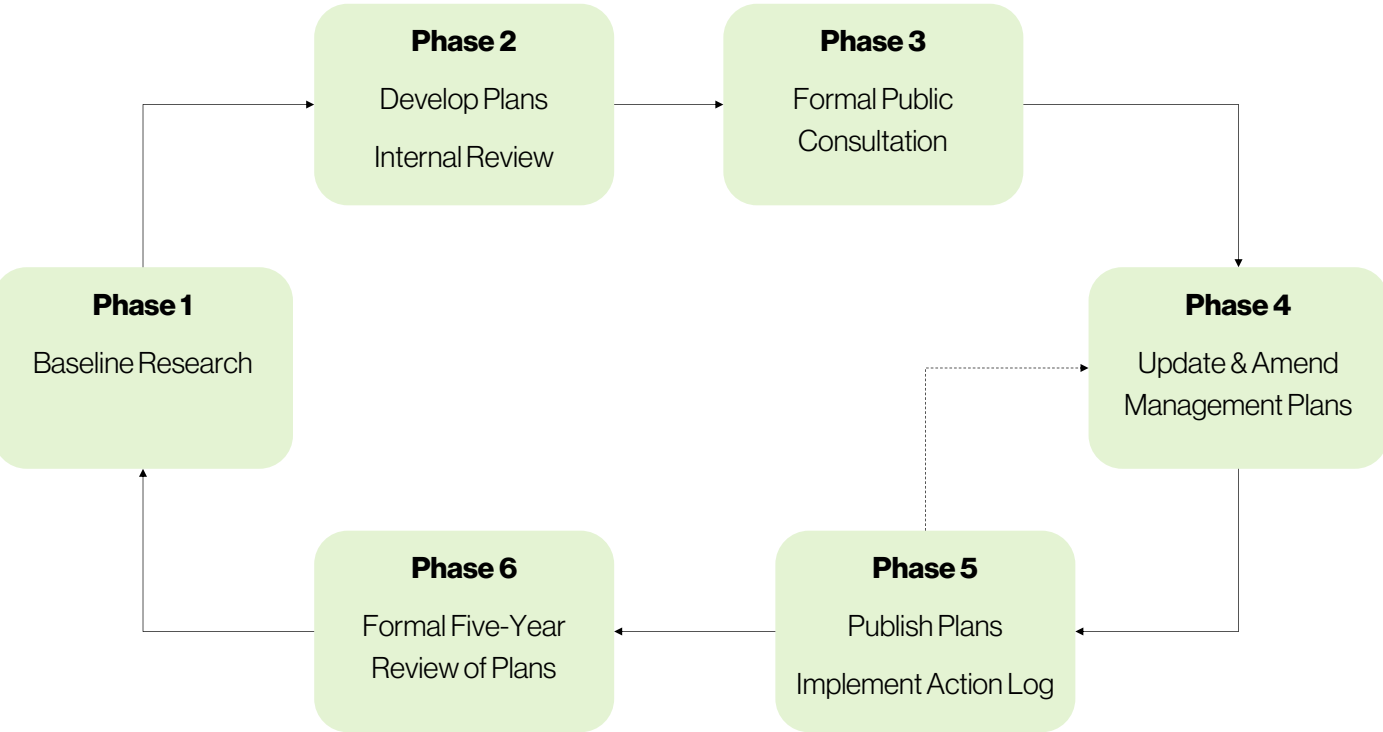 Phase 1
Baseline Research
Phase 2
Develop Plans
Internal Review
Phase 3
Formal Public
Consultation
Phase 4
Update & Amend
Management Plans
Phase 5
Publish Plans
Implement Action Log
Phase 6
Formal Five-Year
Review of Plans